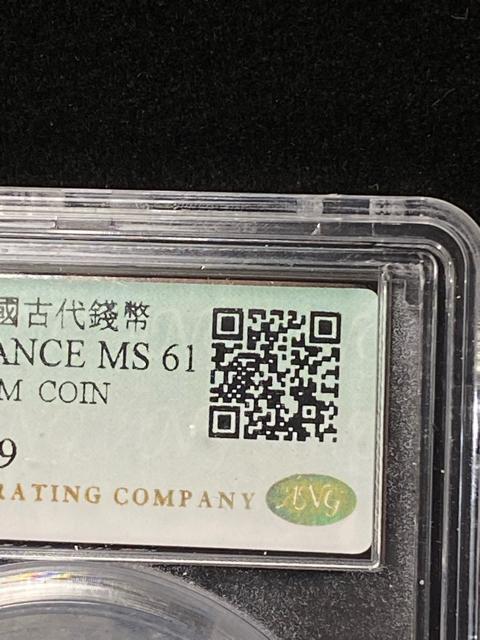 國古代錢幣
ANCE MS 61
M COIN
9
RATING COMPANY